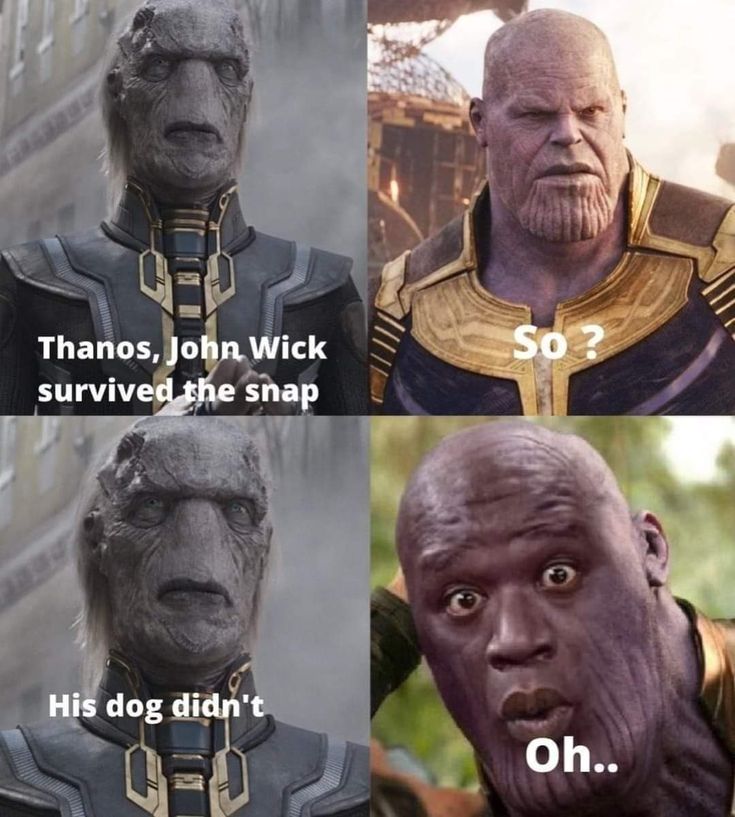 Thanos, John Wick
survived the snap
So ?
His dog didn't
Oh..